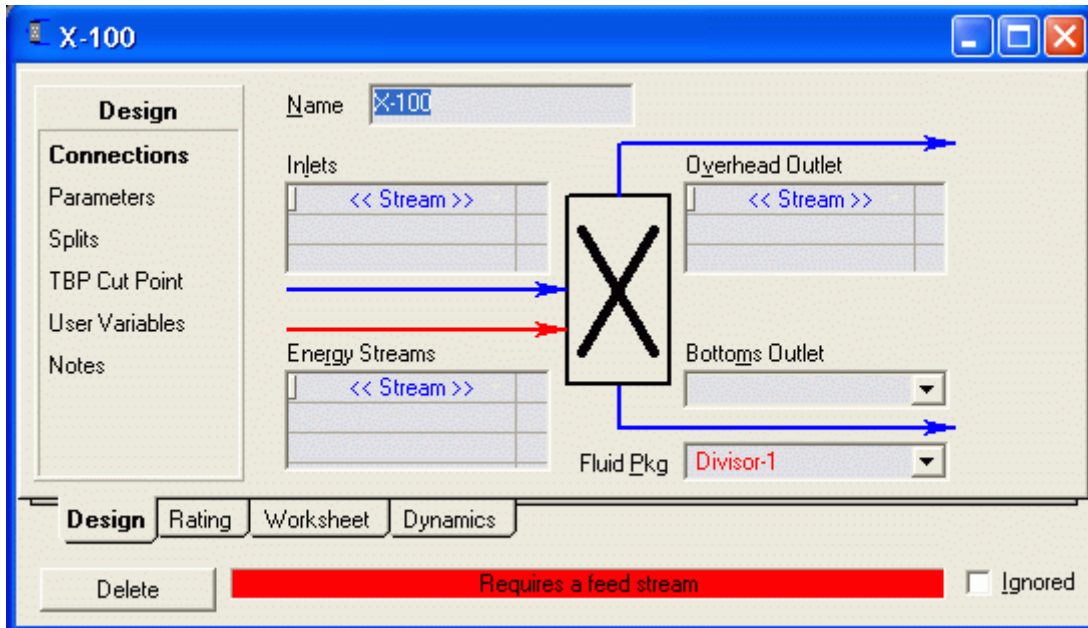 X-100
Design
Connections
Parameters
Splits
TBP Cut Point
User Variables
Notes
Name X-100
Inlets
<< Stream >>
Overhead Outlet
<< Stream >>
Energy Streams
<< Stream >>
Bottoms Outlet
Fluid Pkg Divisor-1
Design Rating Worksheet Dynamics
Delete Requires a feed stream Ignored